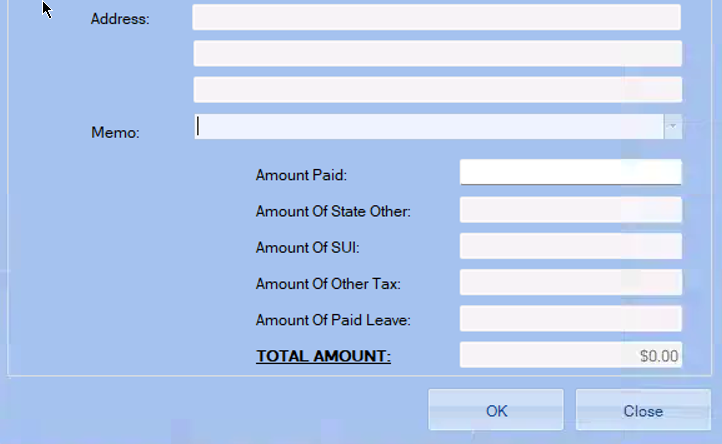 Address:
Memo:
Amount Paid:
Amount Of State Other:
Amount Of SUI:
Amount Of Other Tax:
Amount Of Paid Leave:
TOTAL AMOUNT: $0.00
OK Close